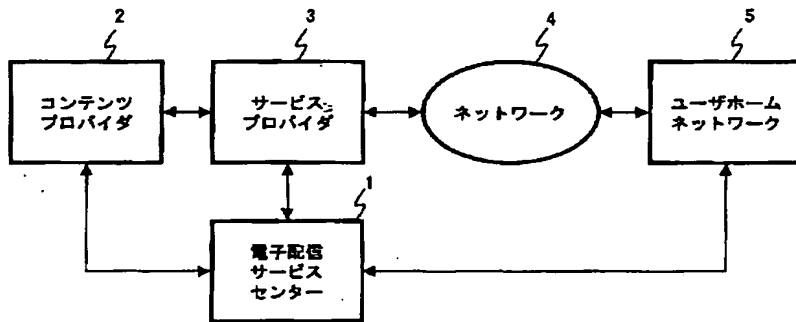 2
3
4
5
コンテンツ
プロバイダ
サービス
プロバイダ
ネットワーク
ユーザホーム
ネットワーク
1
電子配信
サービス
センター